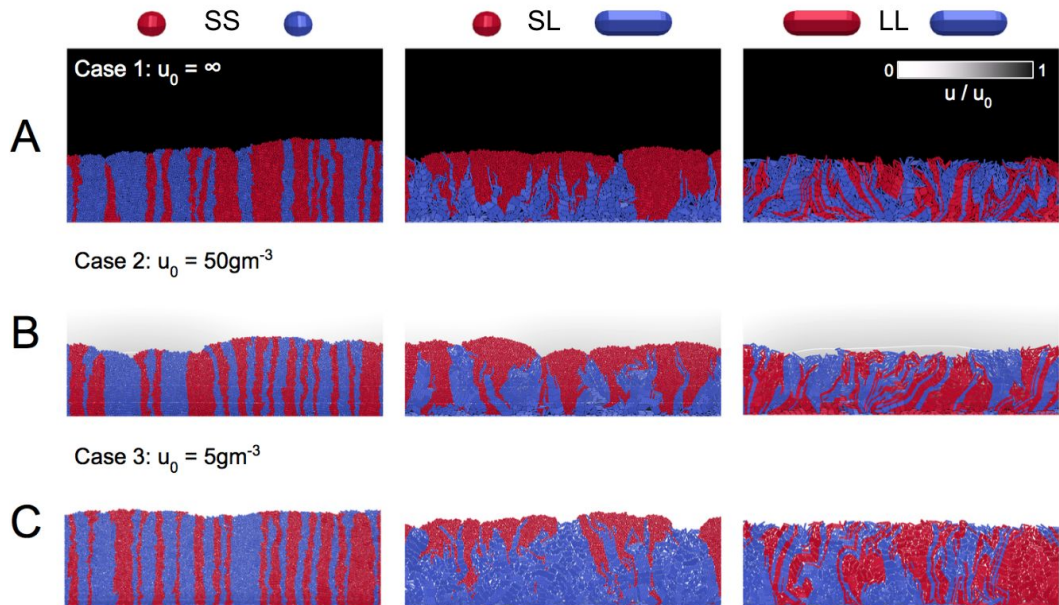 SS SL LL
A
Case 1: u₀ = ∞
0 1
u / u₀
Case 2: u₀ = 50gm⁻³
B
Case 3: u₀ = 5gm⁻³
C